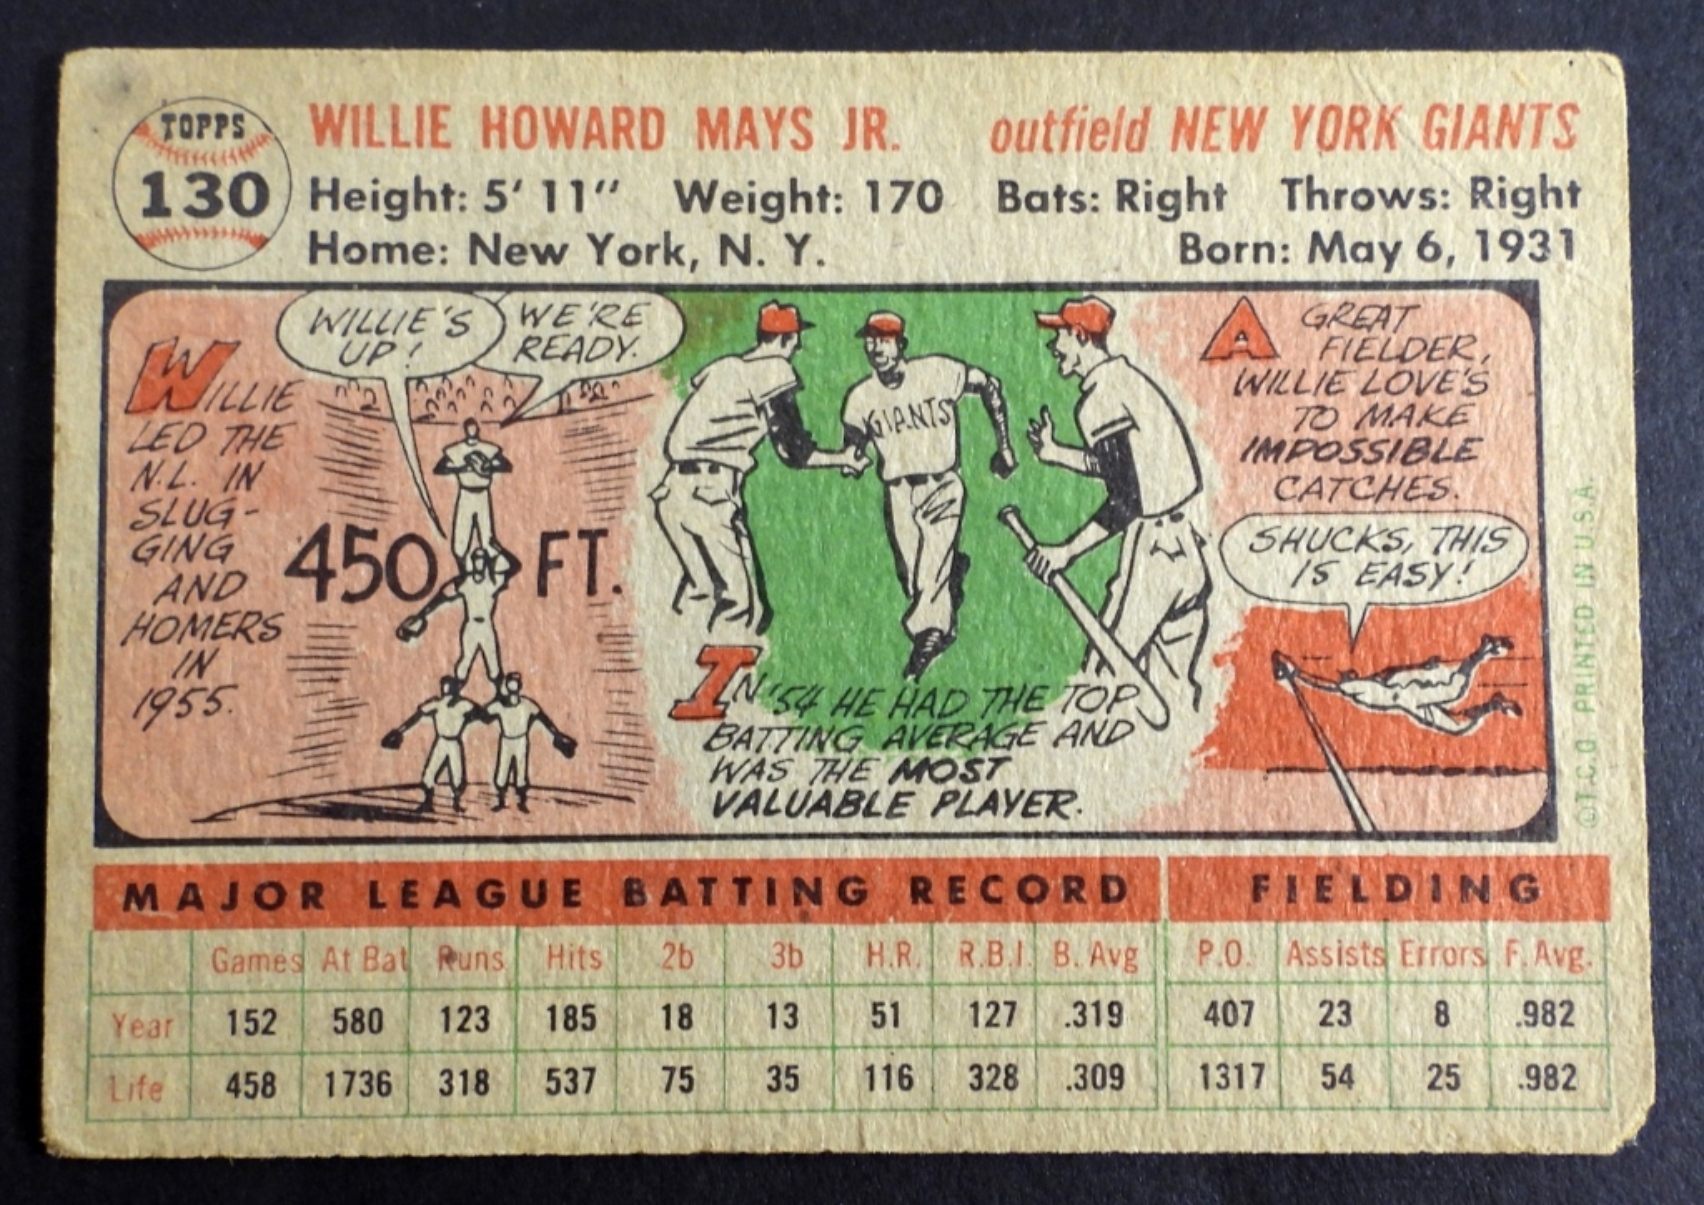 TOPPS
130
WILLIE HOWARD MAYS JR. outfield NEW YORK GIANTS
Height: 5' 11" Weight: 170 Bats: Right Throws: Right
Home: New York, N. Y. Born: May 6, 1931
WILLIE
LED THE
N.L. IN
SLUG-
GING
AND
HOMERS
IN
1955.
WILLIE'S
UP!
WE'RE
READY.
450 FT.
GIANTS
IN '54 HE HAD THE TOP
BATTING AVERAGE AND
WAS THE MOST
VALUABLE PLAYER.
A GREAT
FIELDER,
WILLIE LOVE'S
TO MAKE
IMPOSSIBLE
CATCHES.
SHUCKS, THIS
IS EASY!
©T.C.G. PRINTED IN U.S.A.
MAJOR LEAGUE BATTING RECORD FIELDING
Games At Bat Runs Hits 2b 3b H.R. R.B.I. B. Avg P.O. Assists Errors F. Avg.
Year 152 580 123 185 18 13 51 127 .319 407 23 8 .982
Life 458 1736 318 537 75 35 116 328 .309 1317 54 25 .982